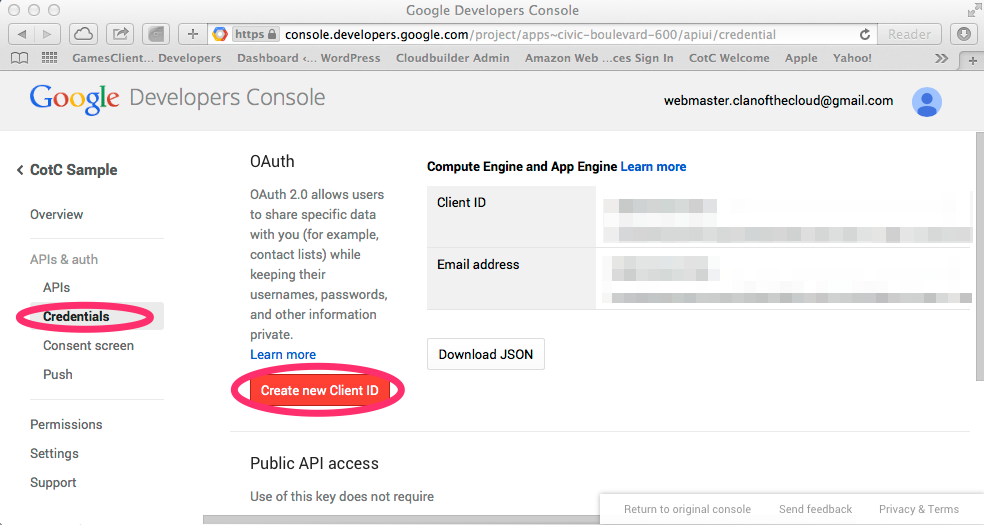 Google Developers Console
https console.developers.google.com/project/apps~civic-boulevard-600/apiui/credential
Reader
GamesClient ... Developers Dashboard ‹ ... WordPress Cloudbuilder Admin Amazon Web ...ces Sign In CotC Welcome Apple Yahoo!
Google Developers Console
webmaster.clanofthecloud@gmail.com
CotC Sample
Overview
APIs & auth
APIs
Credentials
Consent screen
Push
Permissions
Settings
Support
OAuth
OAuth 2.0 allows users
to share specific data
with you (for example,
contact lists) while
keeping their
usernames, passwords,
and other information
private.
Learn more
Create new Client ID
Compute Engine and App Engine Learn more
Client ID
Email address
Download JSON
Public API access
Use of this key does not require
Return to original console Send feedback Privacy & Terms